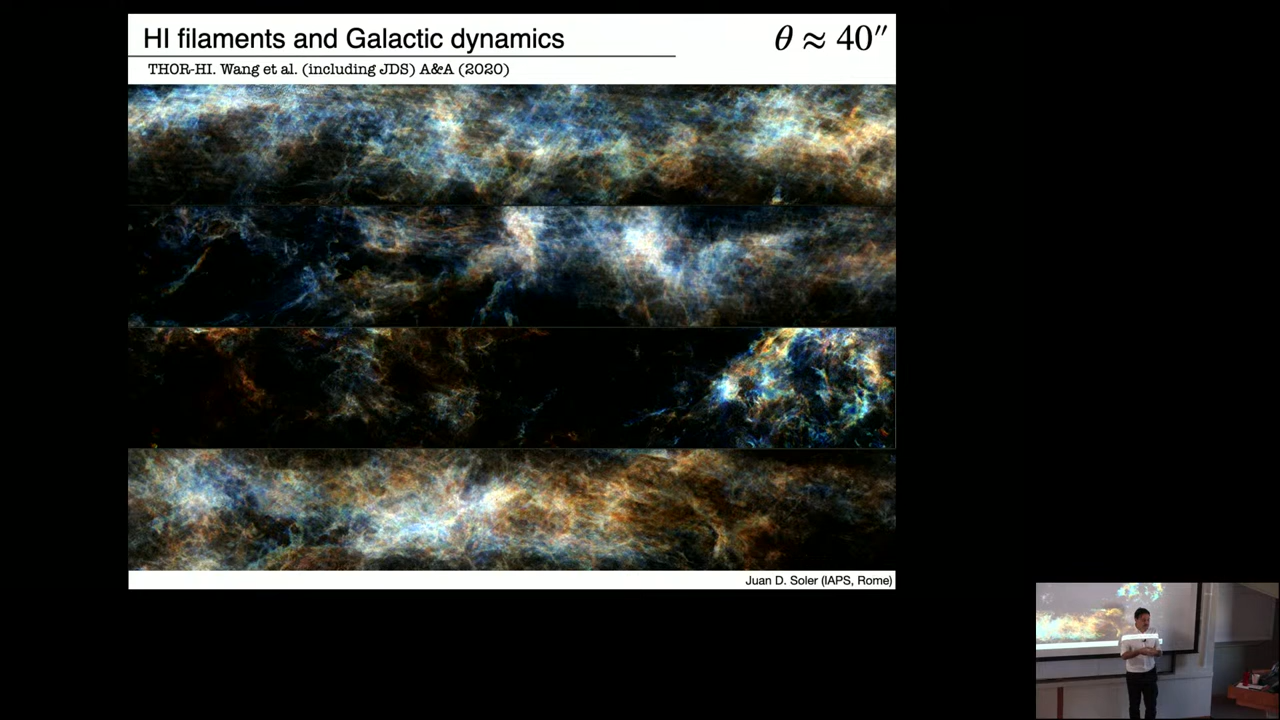 HI filaments and Galactic dynamics
θ ≈ 40″
THOR-HI. Wang et al. (including JDS) A&A (2020)
Juan D. Soler (IAPS, Rome)